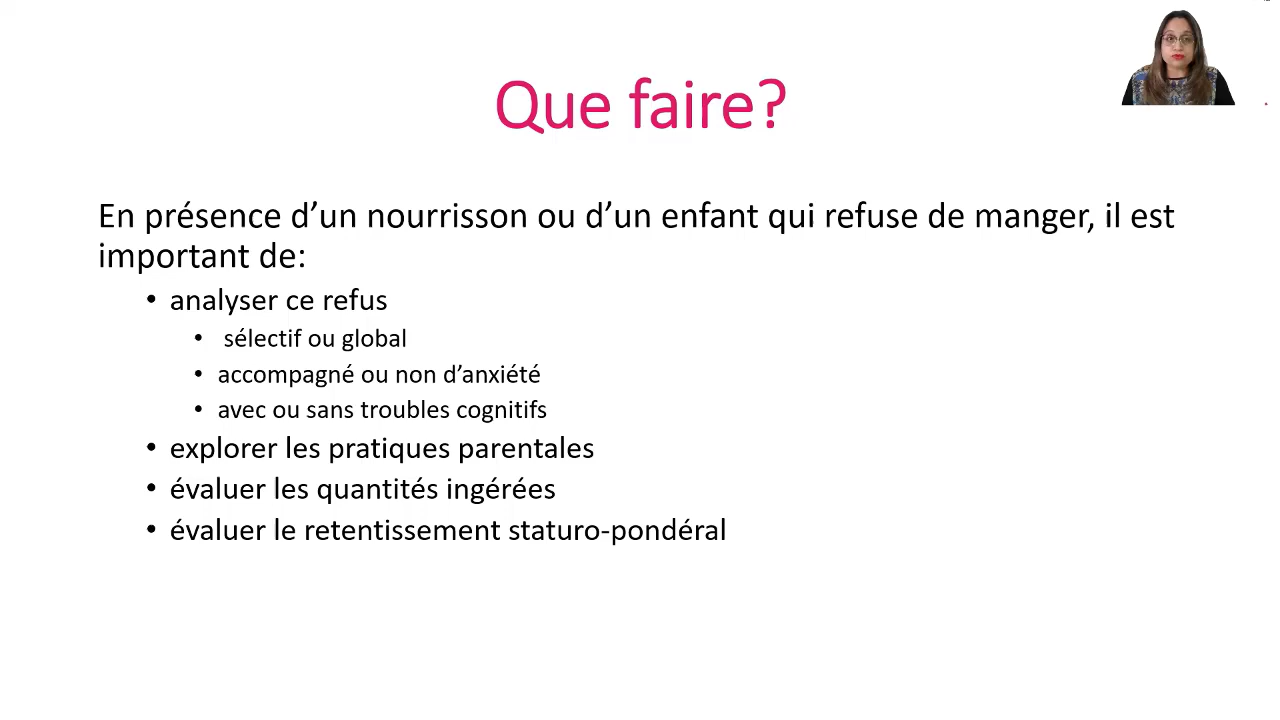 Que faire?
En présence d’un nourrisson ou d’un enfant qui refuse de manger, il est
important de:
• analyser ce refus
• sélectif ou global
• accompagné ou non d’anxiété
• avec ou sans troubles cognitifs
• explorer les pratiques parentales
• évaluer les quantités ingérées
• évaluer le retentissement staturo-pondéral